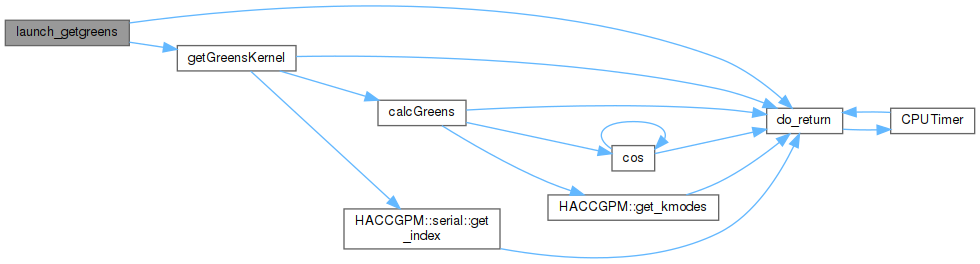 launch_getgreens
getGreensKernel
calcGreens
do_return
CPUTimer
cos
HACCGPM::get_kmodes
HACCGPM::serial::get
_index